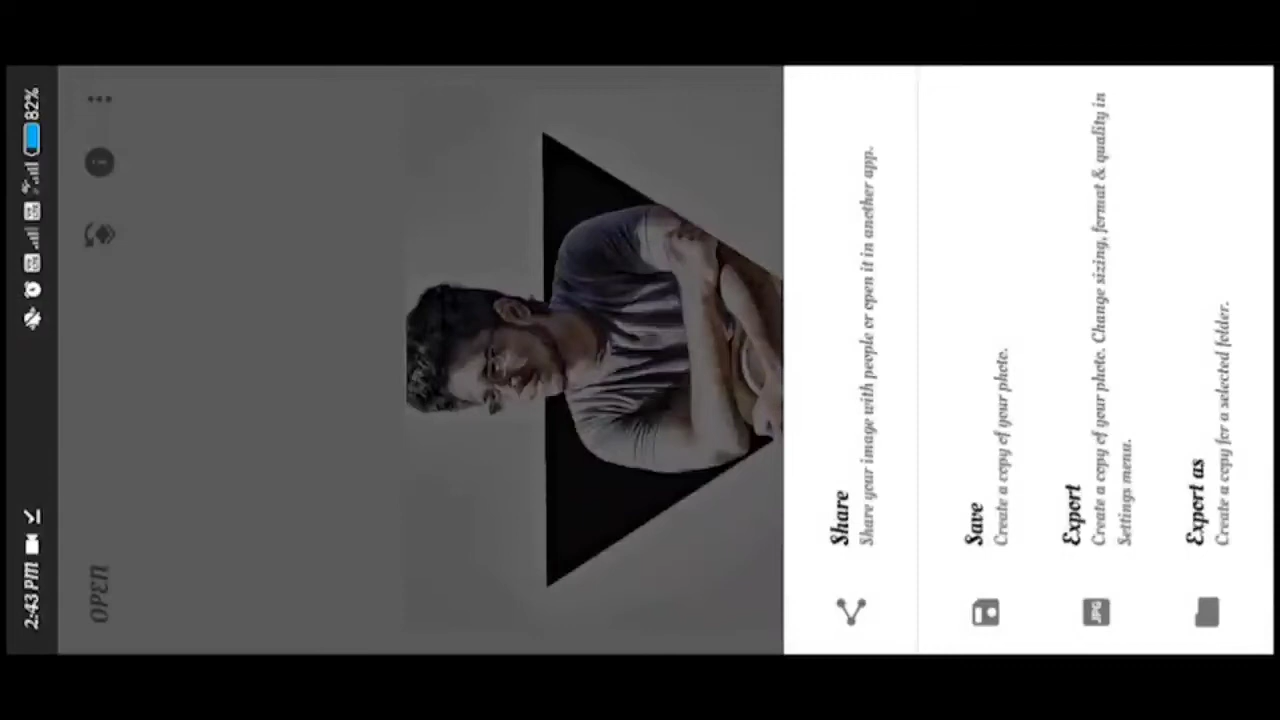 2:43 PM
82%
OPEN
Share
Share your image with people or open it in another app.
Save
Create a copy of your photo.
JPG
Export
Create a copy of your photo. Change sizing, format & quality in
Settings menu.
Export as
Create a copy for a selected folder.